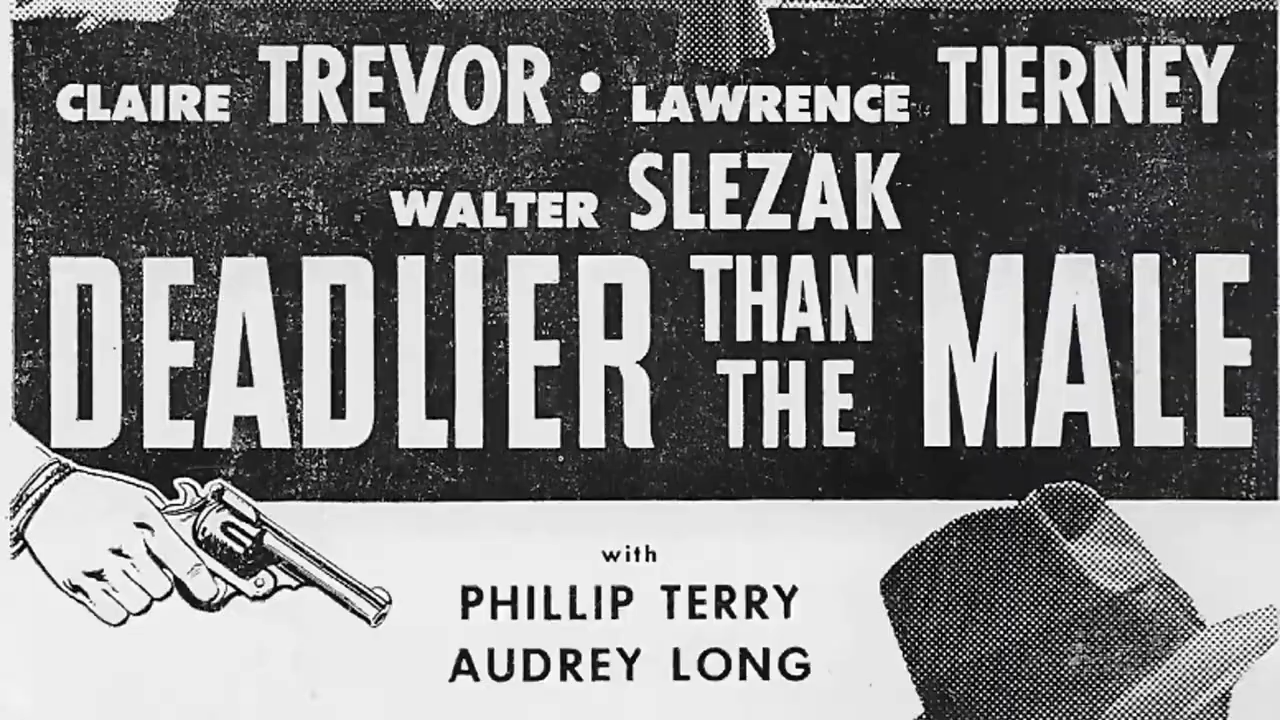 CLAIRE TREVOR • LAWRENCE TIERNEY
WALTER SLEZAK
DEADLIER THAN THE MALE
with
PHILLIP TERRY
AUDREY LONG